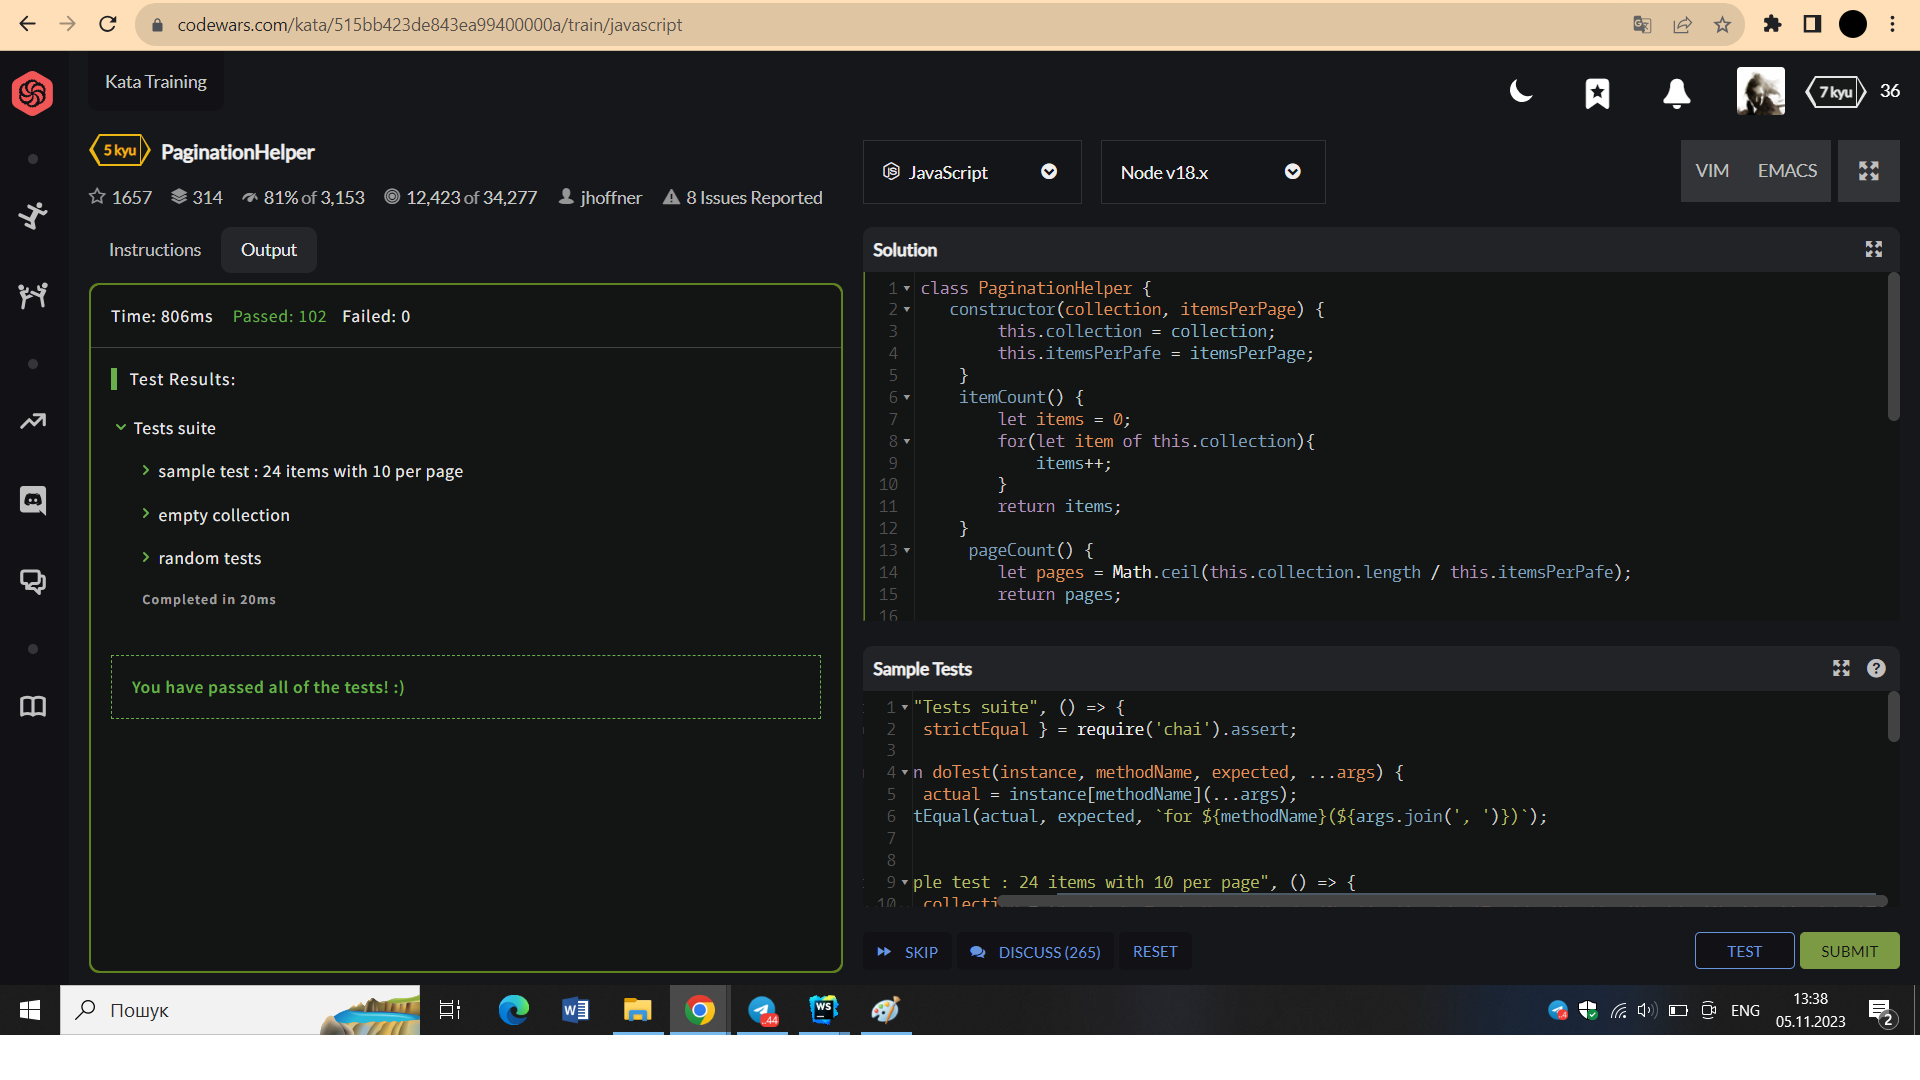 codewars.com/kata/515bb423de843ea99400000a/train/javascript
Kata Training
7 kyu 36
5 kyu PaginationHelper
1657 314 81% of 3,153 12,423 of 34,277 jhoffner 8 Issues Reported
JavaScript
Node v18.x
VIM EMACS
Instructions
Output
Time: 806ms Passed: 102 Failed: 0
Test Results:
Tests suite
sample test : 24 items with 10 per page
empty collection
random tests
Completed in 20ms
You have passed all of the tests! :)
Solution
1 class PaginationHelper {
2 constructor(collection, itemsPerPage) {
3 this.collection = collection;
4 this.itemsPerPafe = itemsPerPage;
5 }
6 itemCount() {
7 let items = 0;
8 for(let item of this.collection){
9 items++;
10 }
11 return items;
12 }
13 pageCount() {
14 let pages = Math.ceil(this.collection.length / this.itemsPerPafe);
15 return pages;
16
Sample Tests
1 "Tests suite", () => {
2 strictEqual } = require('chai').assert;
3
4 n doTest(instance, methodName, expected, ...args) {
5 actual = instance[methodName](...args);
6 tEqual(actual, expected, `for ${methodName}(${args.join(', ')})`);
7
8
9 ple test : 24 items with 10 per page", () => {
10 collecti
SKIP
DISCUSS (265)
RESET
TEST
SUBMIT
Пошук
W
.44
WS
ENG
13:38
05.11.2023
2